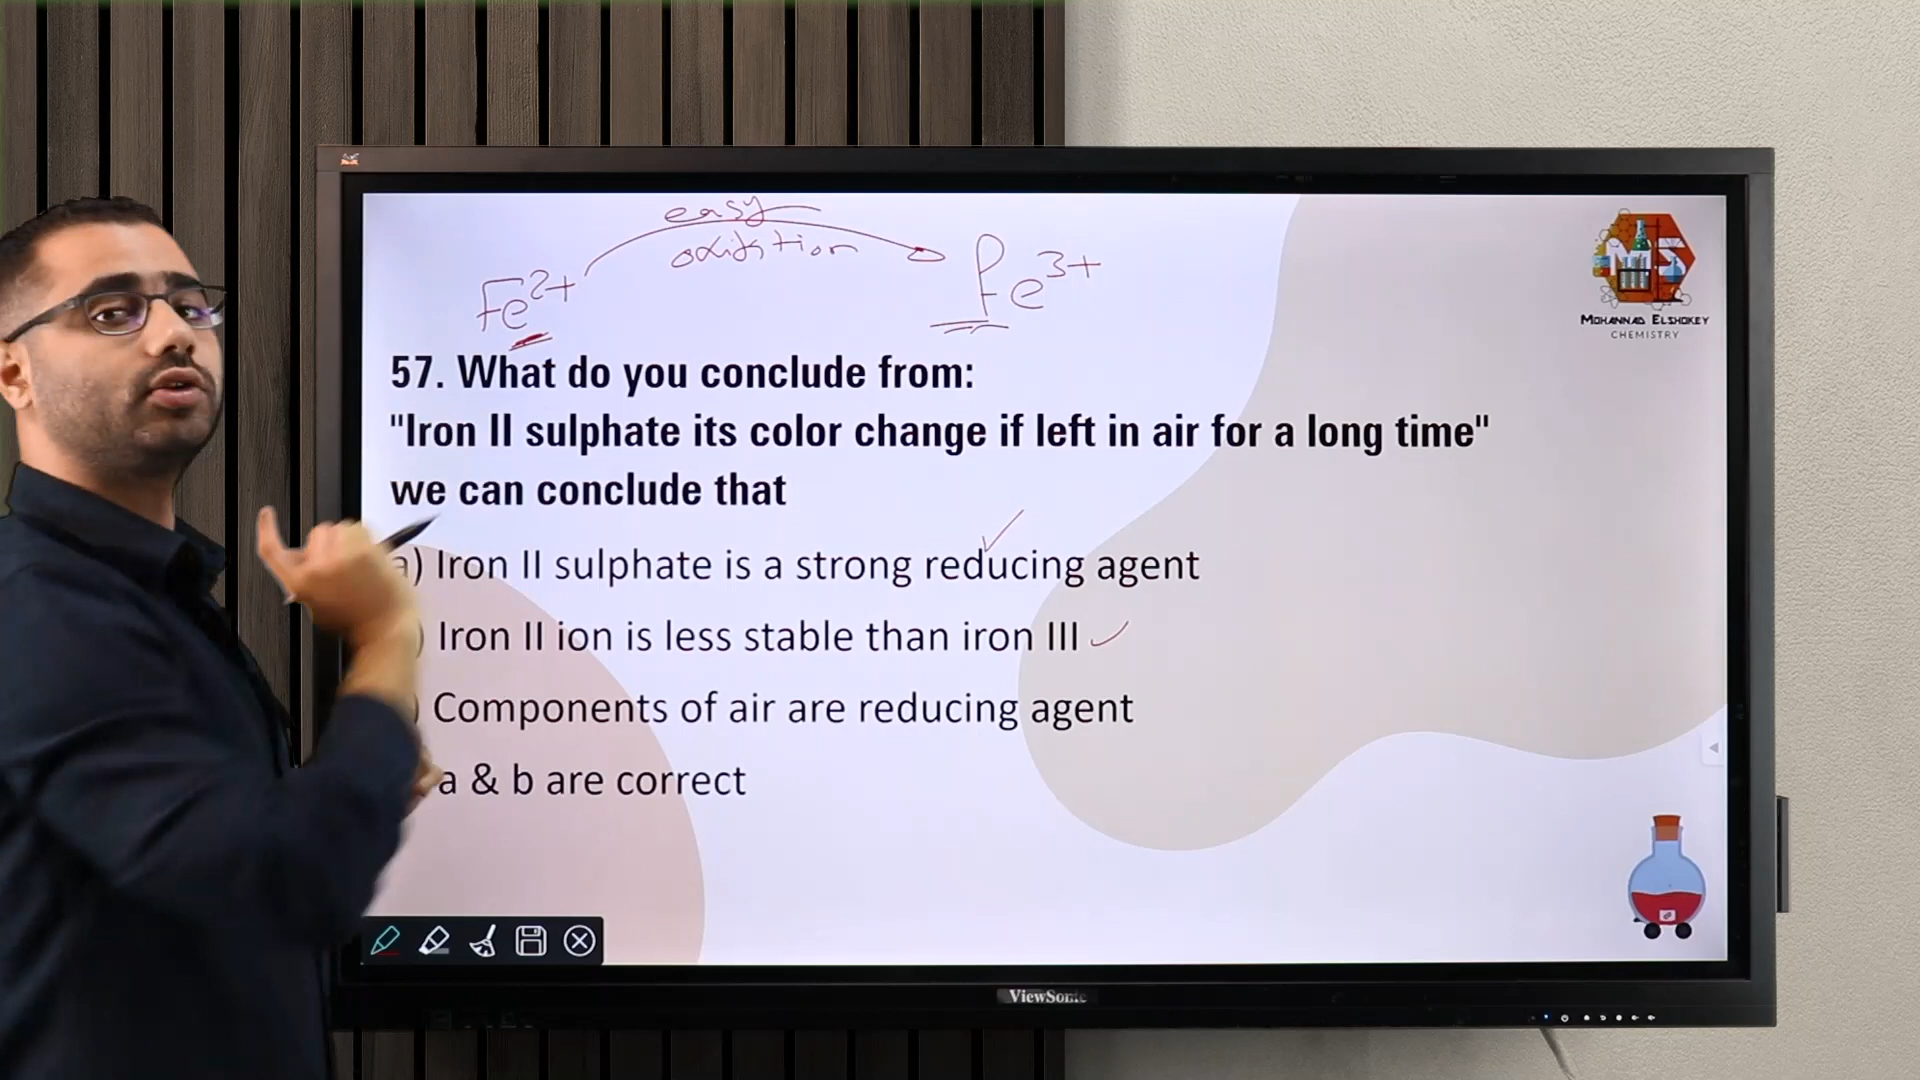 easy
oxidition
Fe2+
Fe3+
MOHANNAD ELSHOKEY
CHEMISTRY
57. What do you conclude from:
"Iron II sulphate its color change if left in air for a long time"
we can conclude that
a) Iron II sulphate is a strong reducing agent
) Iron II ion is less stable than iron III
) Components of air are reducing agent
a & b are correct
ViewSonic